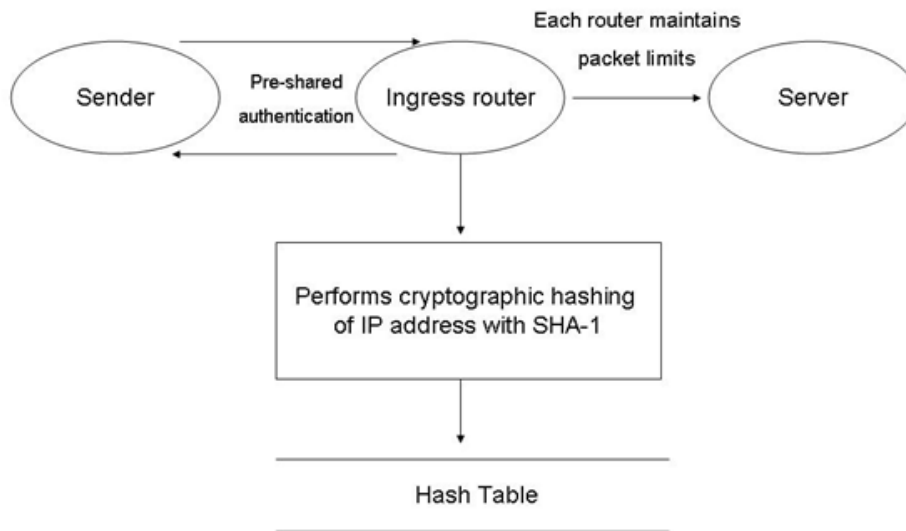 Each router maintains
packet limits
Sender
Pre-shared
authentication
Ingress router
Server
Performs cryptographic hashing
of IP address with SHA-1
Hash Table